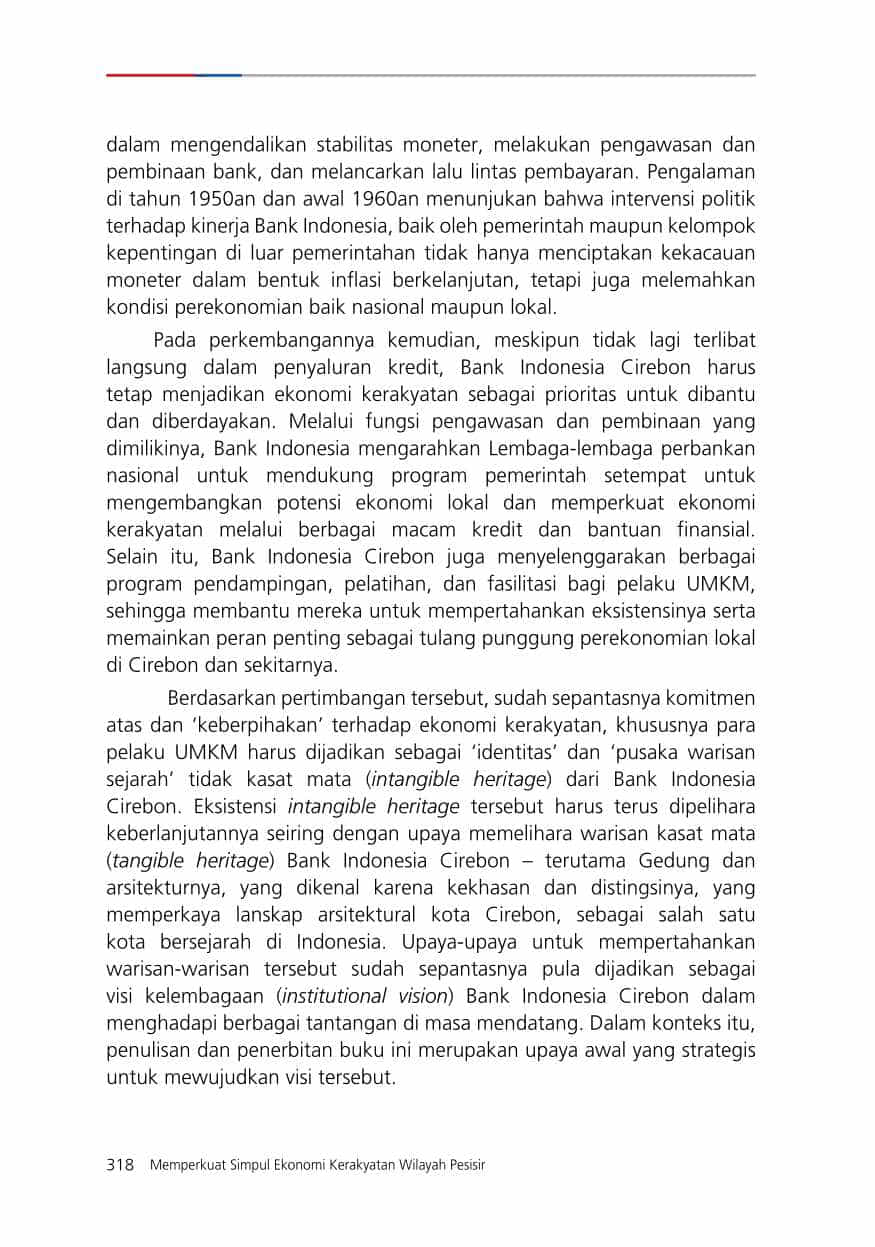 dalam mengendalikan stabilitas moneter, melakukan pengawasan dan
pembinaan bank, dan melancarkan lalu lintas pembayaran. Pengalaman
di tahun 1950an dan awal 1960an menunjukan bahwa intervensi politik
terhadap kinerja Bank Indonesia, baik oleh pemerintah maupun kelompok
kepentingan di luar pemerintahan tidak hanya menciptakan kekacauan
moneter dalam bentuk inflasi berkelanjutan, tetapi juga melemahkan
kondisi perekonomian baik nasional maupun lokal.
Pada perkembangannya kemudian, meskipun tidak lagi terlibat
langsung dalam penyaluran kredit, Bank Indonesia Cirebon harus
tetap menjadikan ekonomi kerakyatan sebagai prioritas untuk dibantu
dan diberdayakan. Melalui fungsi pengawasan dan pembinaan yang
dimilikinya, Bank Indonesia mengarahkan Lembaga-lembaga perbankan
nasional untuk mendukung program pemerintah setempat untuk
mengembangkan potensi ekonomi lokal dan memperkuat ekonomi
kerakyatan melalui berbagai macam kredit dan bantuan finansial.
Selain itu, Bank Indonesia Cirebon juga menyelenggarakan berbagai
program pendampingan, pelatihan, dan fasilitasi bagi pelaku UMKM,
sehingga membantu mereka untuk mempertahankan eksistensinya serta
memainkan peran penting sebagai tulang punggung perekonomian lokal
di Cirebon dan sekitarnya.
Berdasarkan pertimbangan tersebut, sudah sepantasnya komitmen
atas dan ‘keberpihakan’ terhadap ekonomi kerakyatan, khususnya para
pelaku UMKM harus dijadikan sebagai ‘identitas’ dan ‘pusaka warisan
sejarah’ tidak kasat mata (intangible heritage) dari Bank Indonesia
Cirebon. Eksistensi intangible heritage tersebut harus terus dipelihara
keberlanjutannya seiring dengan upaya memelihara warisan kasat mata
(tangible heritage) Bank Indonesia Cirebon – terutama Gedung dan
arsitekturnya, yang dikenal karena kekhasan dan distingsinya, yang
memperkaya lanskap arsitektural kota Cirebon, sebagai salah satu
kota bersejarah di Indonesia. Upaya-upaya untuk mempertahankan
warisan-warisan tersebut sudah sepantasnya pula dijadikan sebagai
visi kelembagaan (institutional vision) Bank Indonesia Cirebon dalam
menghadapi berbagai tantangan di masa mendatang. Dalam konteks itu,
penulisan dan penerbitan buku ini merupakan upaya awal yang strategis
untuk mewujudkan visi tersebut.
318 Memperkuat Simpul Ekonomi Kerakyatan Wilayah Pesisir